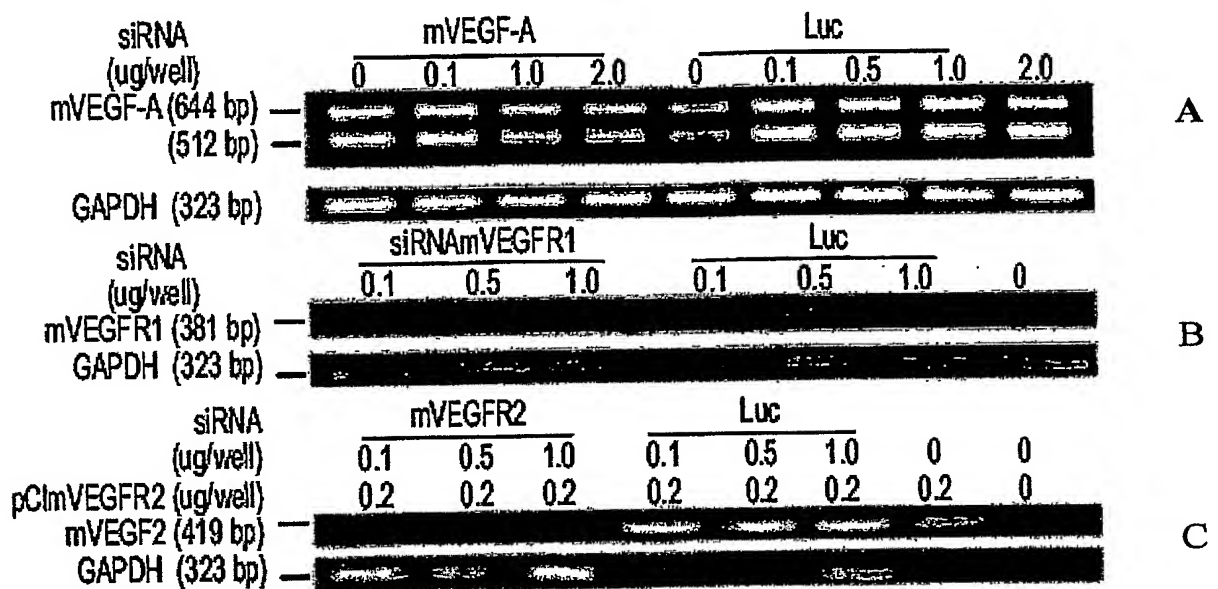 siRNA mVEGF-A Luc
(ug/well) 0 0.1 1.0 2.0 0 0.1 0.5 1.0 2.0
mVEGF-A (644 bp)
(512 bp)
A
GAPDH (323 bp)
siRNA siRNAmVEGFR1 Luc
(ug/well) 0.1 0.5 1.0 0.1 0.5 1.0 0
mVEGFR1 (381 bp)
B
GAPDH (323 bp)
siRNA mVEGFR2 Luc
(ug/well) 0.1 0.5 1.0 0.1 0.5 1.0 0 0
pCImVEGFR2 (ug/well) 0.2 0.2 0.2 0.2 0.2 0.2 0.2 0
mVEGF2 (419 bp)
C
GAPDH (323 bp)